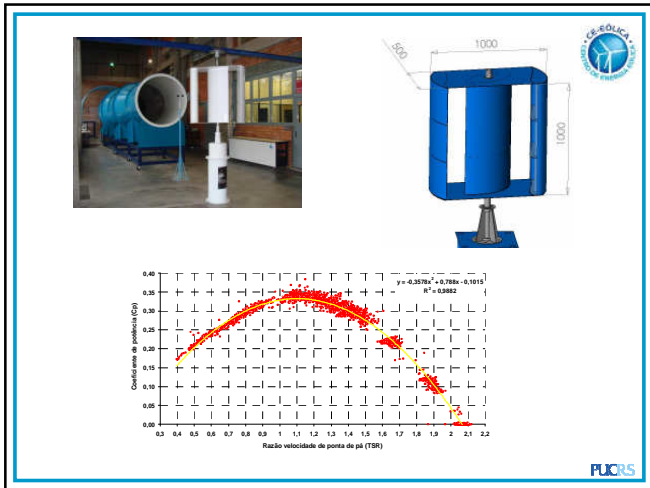 CE-EÓLICA
CENTRO DE ENERGIA EÓLICA
1000
500
1000
y = -0,3578x² + 0,788x - 0,1015
R² = 0,9882
Coeficiente de potência (Cp)
0,40
0,35
0,30
0,25
0,20
0,15
0,10
0,05
0,00
0,3 0,4 0,5 0,6 0,7 0,8 0,9 1 1,1 1,2 1,3 1,4 1,5 1,6 1,7 1,8 1,9 2 2,1 2,2
Razão velocidade de ponta de pá (TSR)
PUCRS